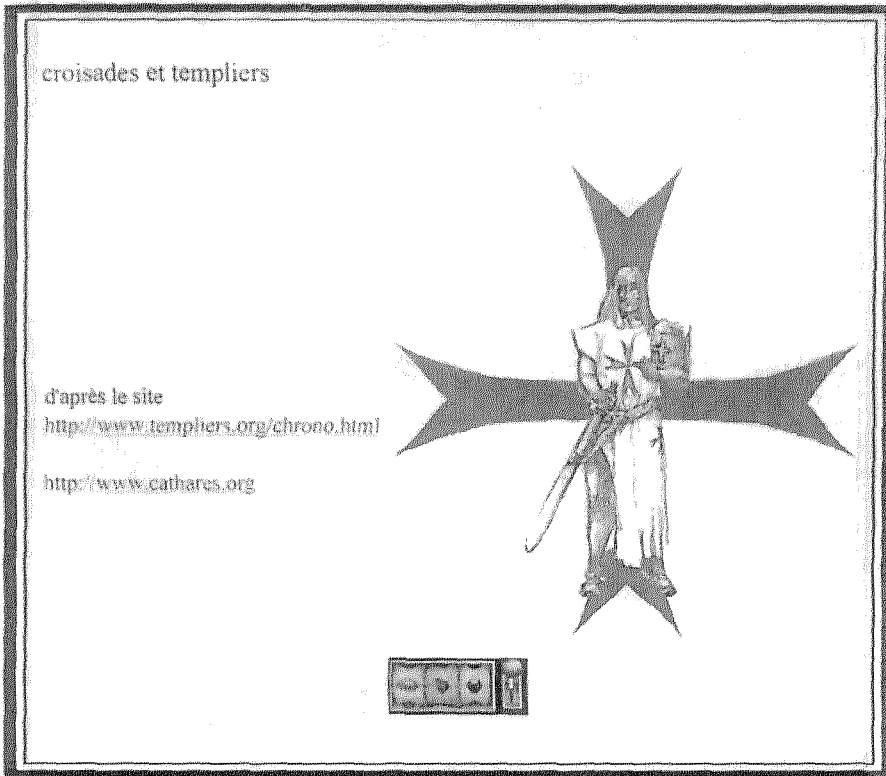 croisades et templiers
d'après le site
http://www.templiers.org/chrono.html
http://www.cathares.org